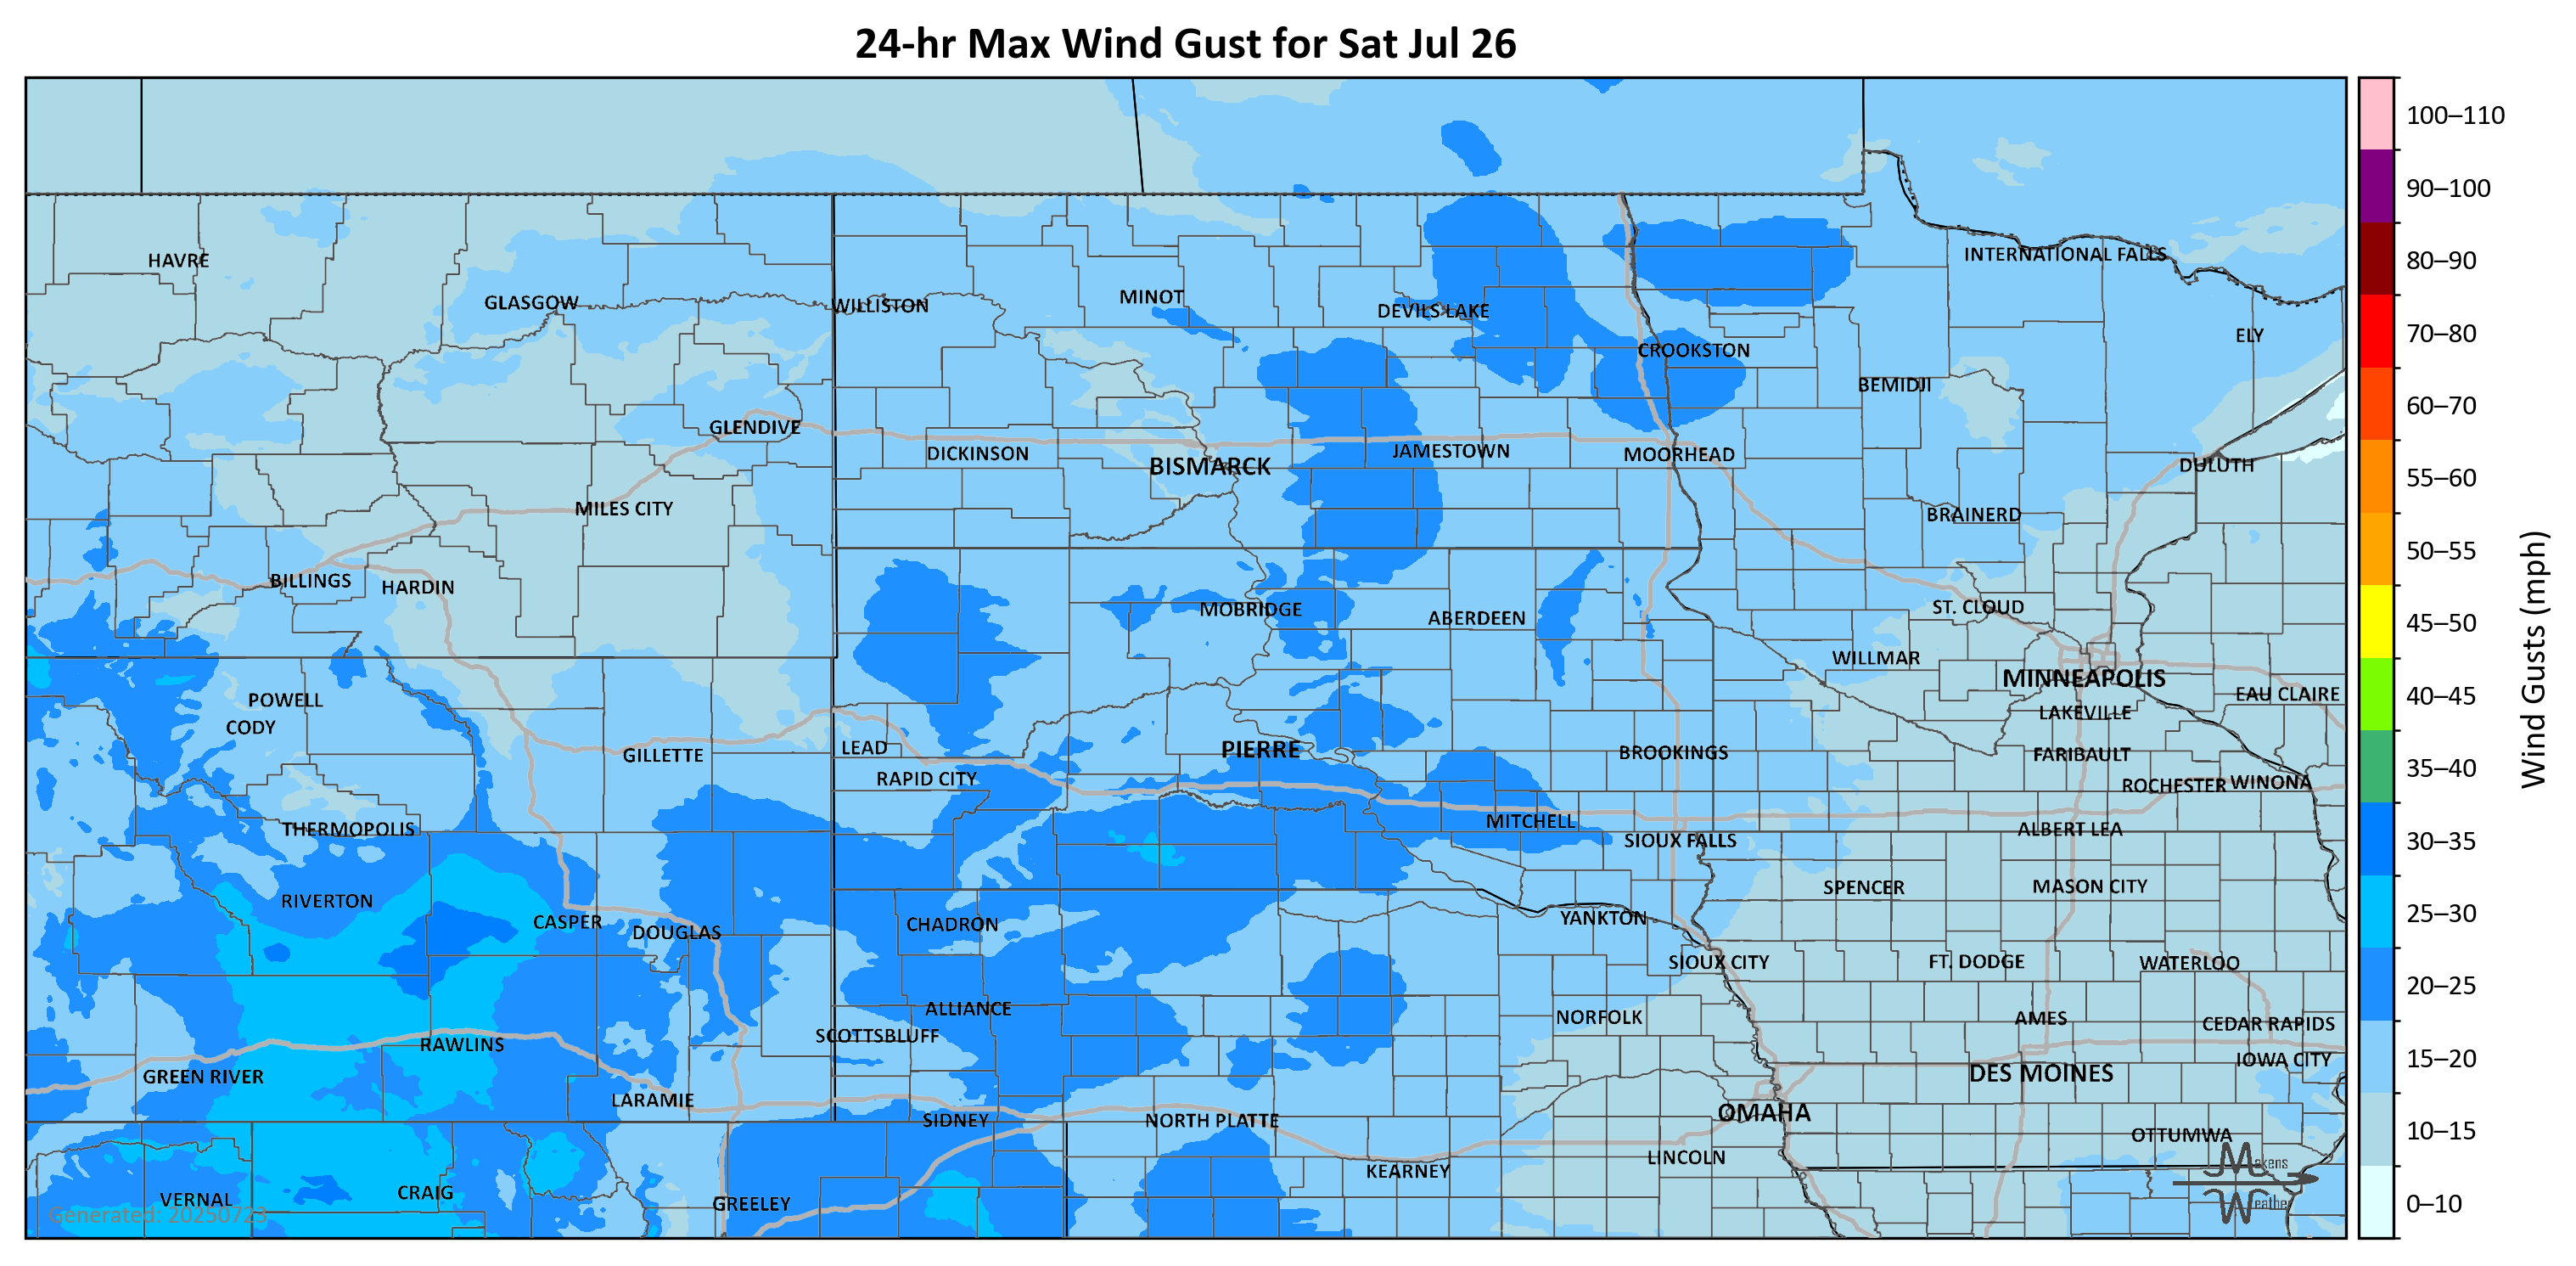 24-hr Max Wind Gust for Sat Jul 26
100–110
90–100
80–90
70–80
60–70
55–60
50–55
45–50
40–45
35–40
30–35
25–30
20–25
15–20
10–15
0–10
Wind Gusts (mph)
HAVRE
INTERNATIONAL FALLS
GLASGOW
WILLISTON
MINOT
DEVILS LAKE
ELY
CROOKSTON
BEMIDJI
GLENDIVE
DICKINSON
BISMARCK
JAMESTOWN
MOORHEAD
DULUTH
MILES CITY
BRAINERD
BILLINGS
HARDIN
MOBRIDGE
ABERDEEN
ST. CLOUD
WILLMAR
MINNEAPOLIS
EAU CLAIRE
POWELL
CODY
LAKEVILLE
GILLETTE
LEAD
PIERRE
BROOKINGS
FARIBAULT
RAPID CITY
ROCHESTER
WINONA
THERMOPOLIS
MITCHELL
SIOUX FALLS
ALBERT LEA
RIVERTON
SPENCER
MASON CITY
CASPER
DOUGLAS
CHADRON
YANKTON
SIOUX CITY
FT. DODGE
WATERLOO
ALLIANCE
NORFOLK
AMES
CEDAR RAPIDS
RAWLINS
SCOTTSBLUFF
IOWA CITY
GREEN RIVER
DES MOINES
LARAMIE
SIDNEY
NORTH PLATTE
OMAHA
OTTUMWA
KEARNEY
LINCOLN
VERNAL
CRAIG
GREELEY
Generated: 20250723
Makens
Weather